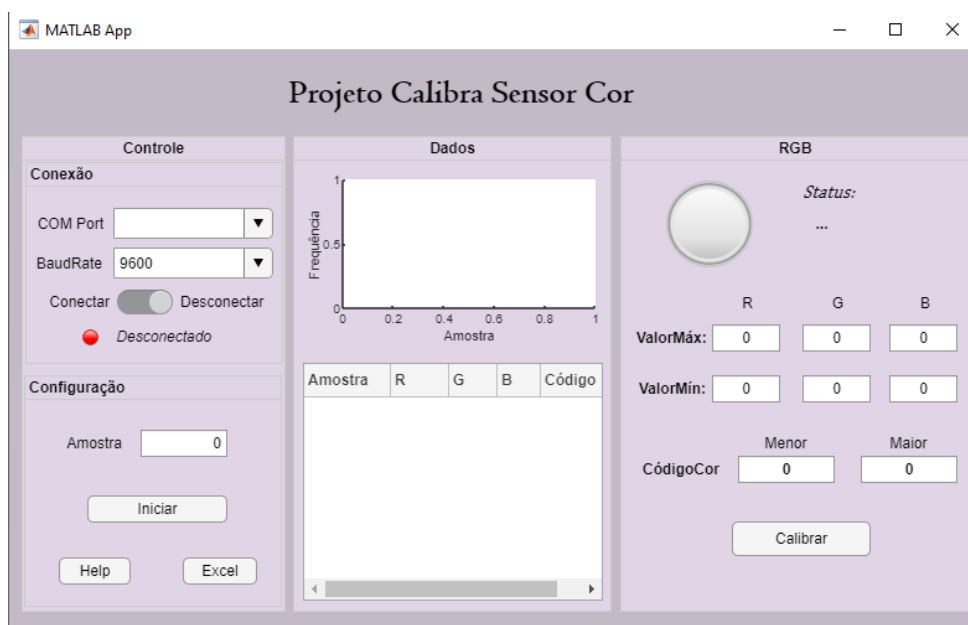 MATLAB App
Projeto Calibra Sensor Cor
Controle
Conexão
COM Port
BaudRate 9600
Conectar Desconectar
Desconectado
Configuração
Amostra 0
Iniciar
Help Excel
Dados
1
0.5
0
Frequência
0 0.2 0.4 0.6 0.8 1
Amostra
Amostra R G B Código
RGB
Status:
...
R G B
ValorMáx: 0 0 0
ValorMín: 0 0 0
Menor Maior
CódigoCor 0 0
Calibrar